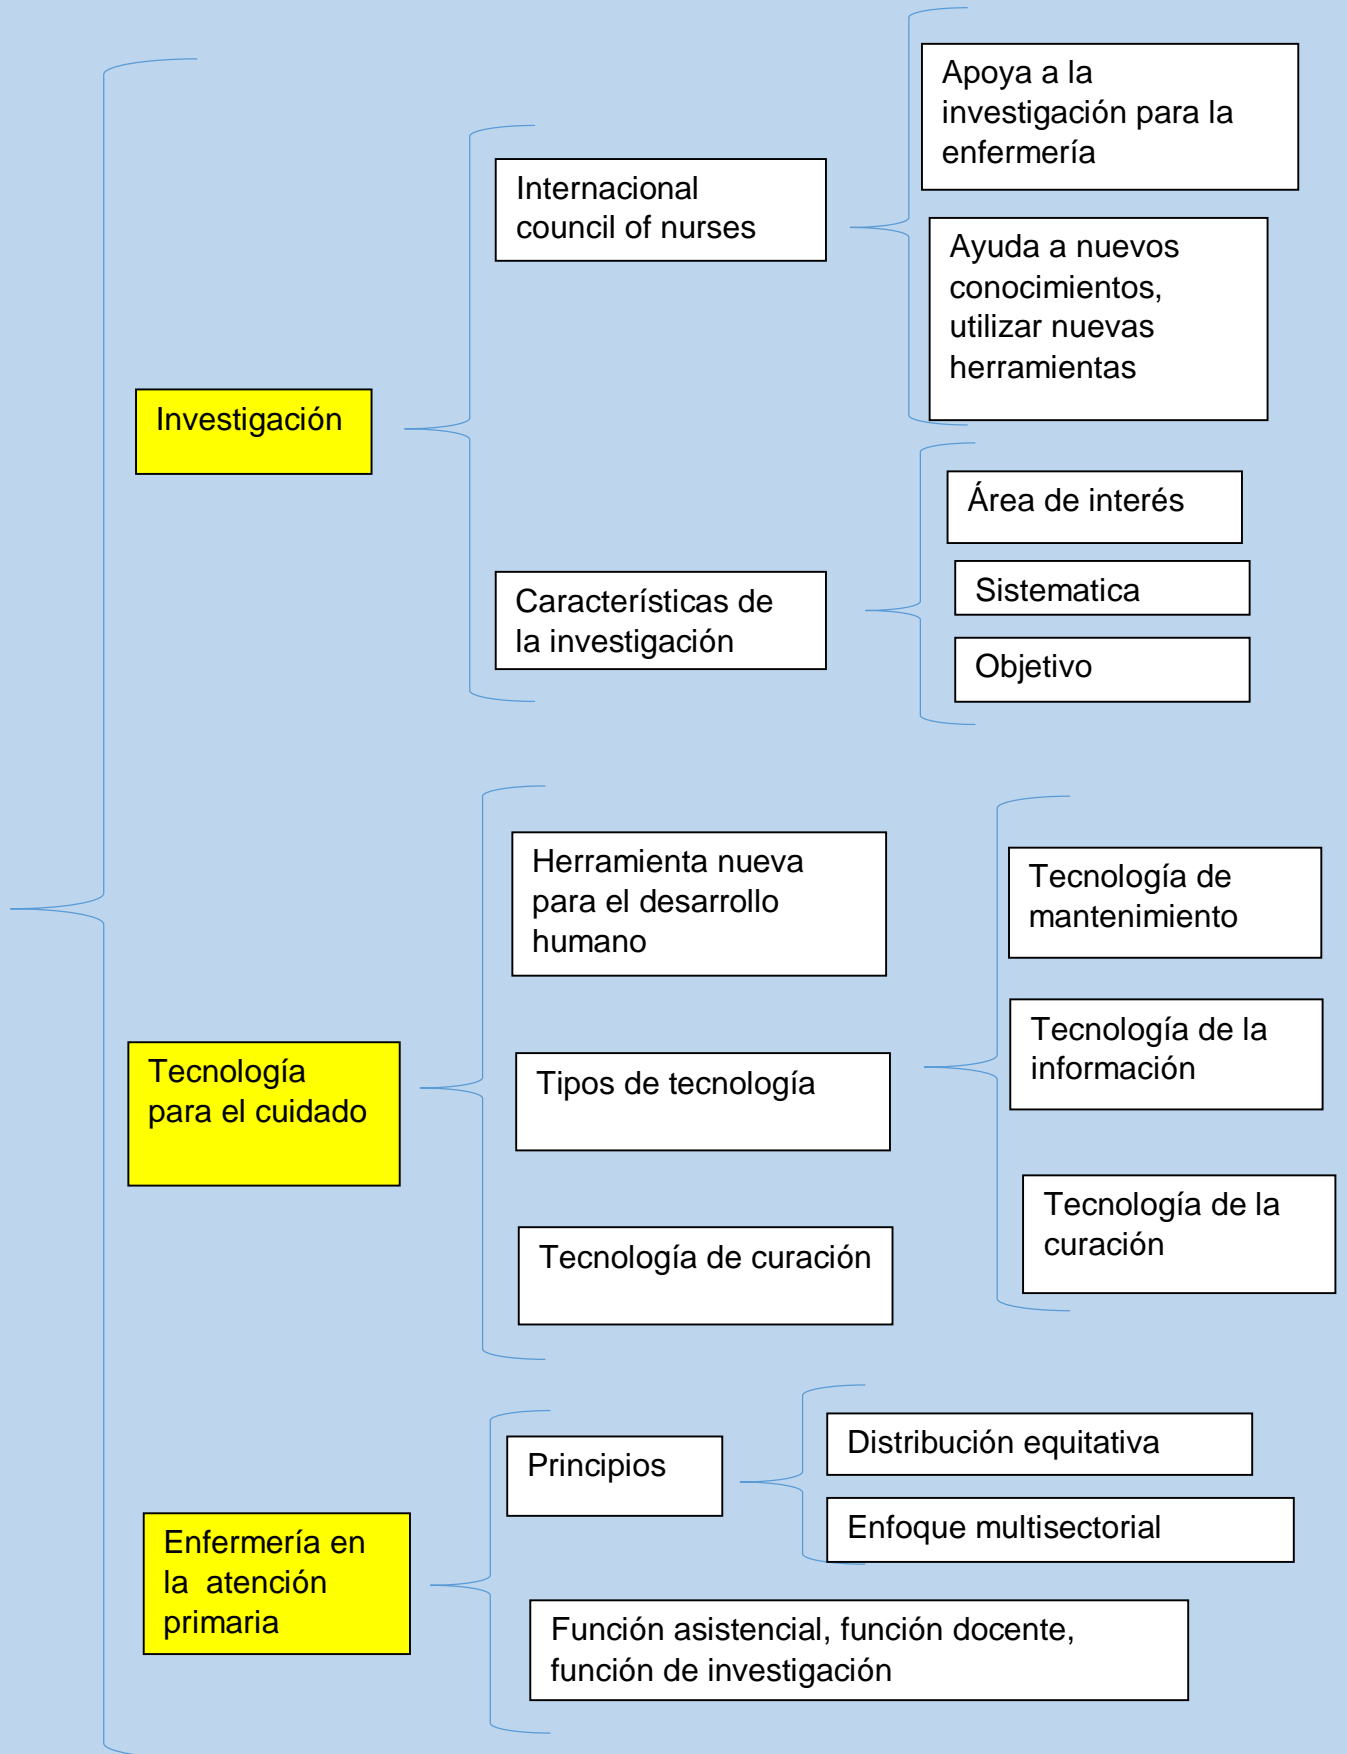 Investigación
Internacional
council of nurses
Apoya a la
investigación para la
enfermería
Ayuda a nuevos
conocimientos,
utilizar nuevas
herramientas
Características de
la investigación
Área de interés
Sistematica
Objetivo
Tecnología
para el cuidado
Herramienta nueva
para el desarrollo
humano
Tipos de tecnología
Tecnología de
mantenimiento
Tecnología de la
información
Tecnología de la
curación
Tecnología de curación
Enfermería en
la atención
primaria
Principios
Distribución equitativa
Enfoque multisectorial
Función asistencial, función docente,
función de investigación